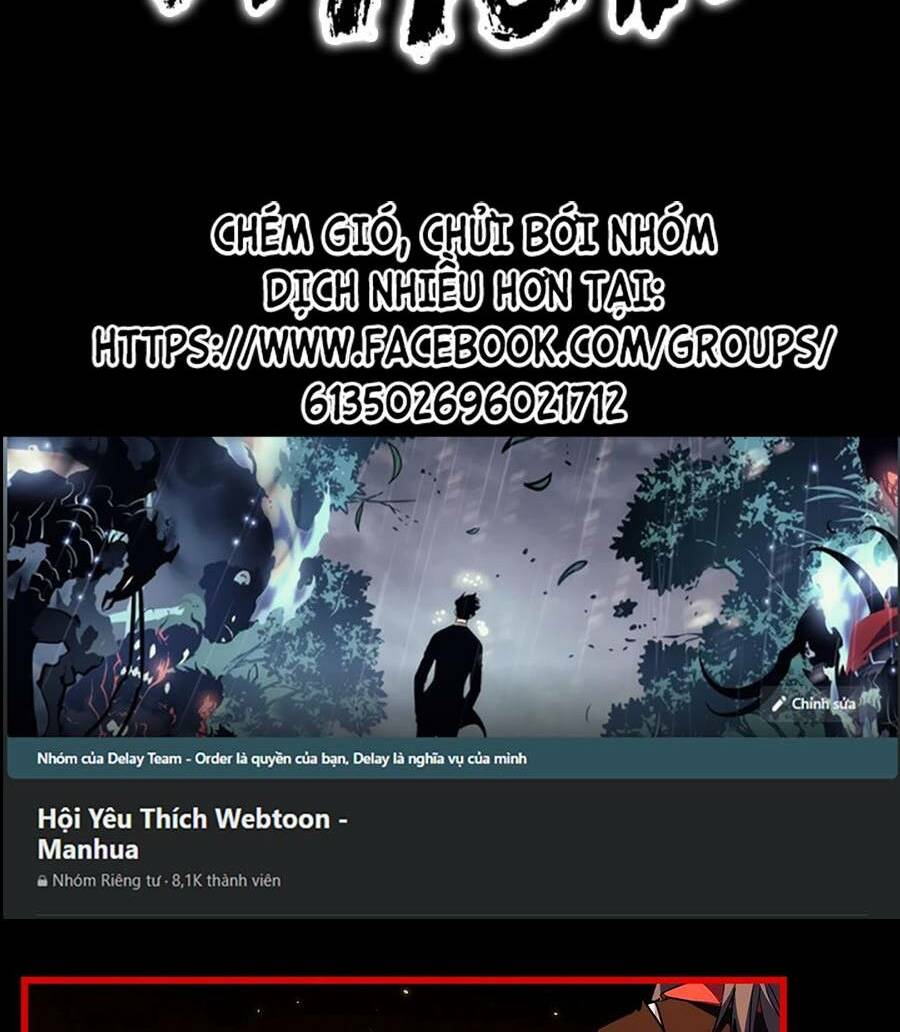 CHÉM GIÓ, CHỬI BỚI NHÓM
DỊCH NHIỀU HƠN TẠI:
HTTPS://WWW.FACEBOOK.COM/GROUPS/
613502696021712
Chỉnh sửa
Nhóm của Delay Team - Order là quyền của bạn, Delay là nghĩa vụ của mình
Hội Yêu Thích Webtoon -
Manhua
Nhóm Riêng tư · 8,1K thành viên